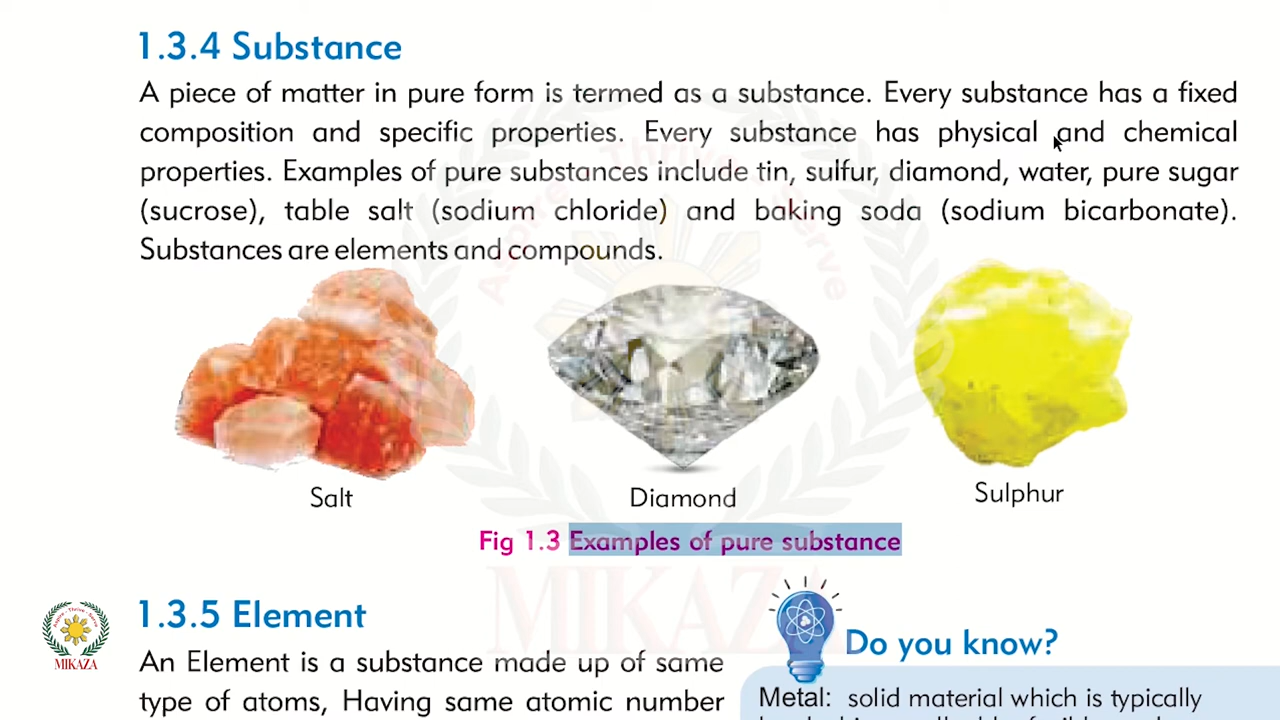 1.3.4 Substance
A piece of matter in pure form is termed as a substance. Every substance has a fixed
composition and specific properties. Every substance has physical and chemical
properties. Examples of pure substances include tin, sulfur, diamond, water, pure sugar
(sucrose), table salt (sodium chloride) and baking soda (sodium bicarbonate).
Substances are elements and compounds.
Aspire Thrive Serve
Salt
Diamond
Sulphur
Fig 1.3 Examples of pure substance
MIKAZA
1.3.5 Element
An Element is a substance made up of same
type of atoms, Having same atomic number
Do you know?
Metal: solid material which is typically
MIKAZA